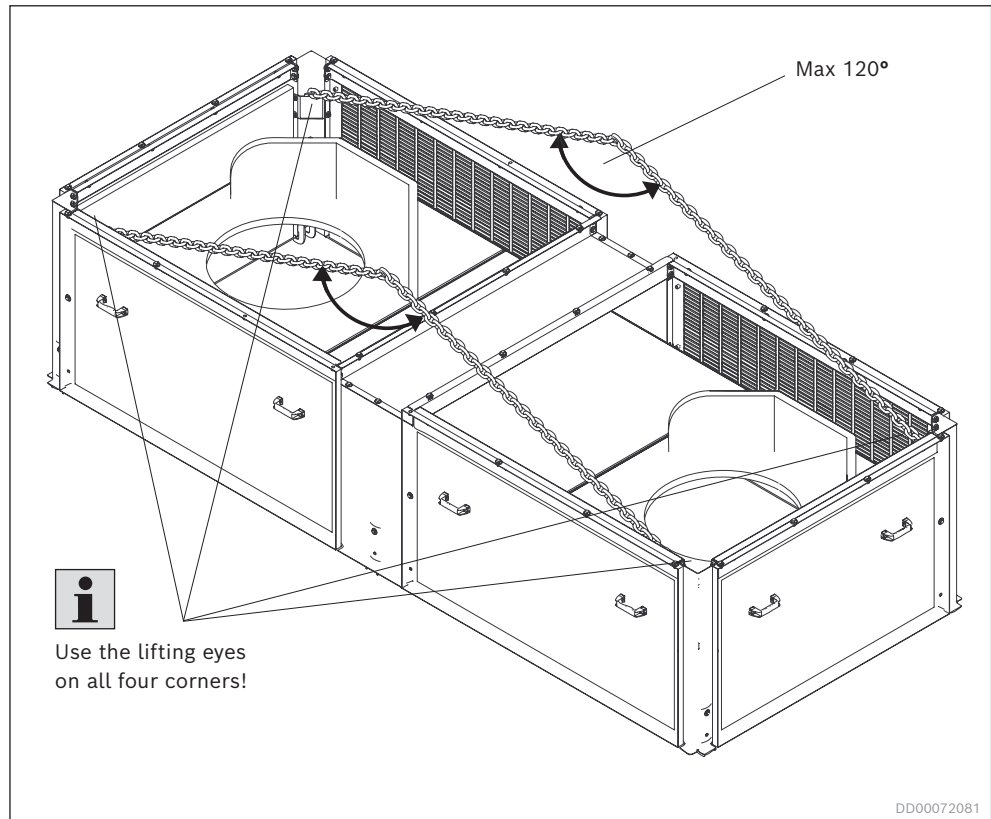 Max 120°
Use the lifting eyes
on all four corners!
DD00072081